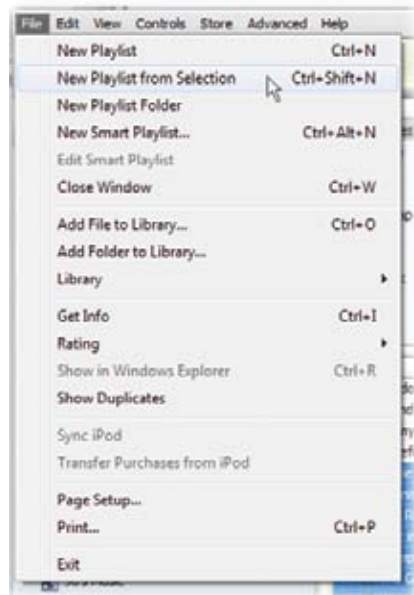 File Edit View Controls Store Advanced Help
New Playlist Ctrl+N
New Playlist from Selection Ctrl+Shift+N
New Playlist Folder
New Smart Playlist... Ctrl+Alt+N
Edit Smart Playlist
Close Window Ctrl+W
Add File to Library... Ctrl+O
Add Folder to Library...
Library
Get Info Ctrl+I
Rating
Show in Windows Explorer Ctrl+R
Show Duplicates
Sync iPod
Transfer Purchases from iPod
Page Setup...
Print... Ctrl+P
Exit